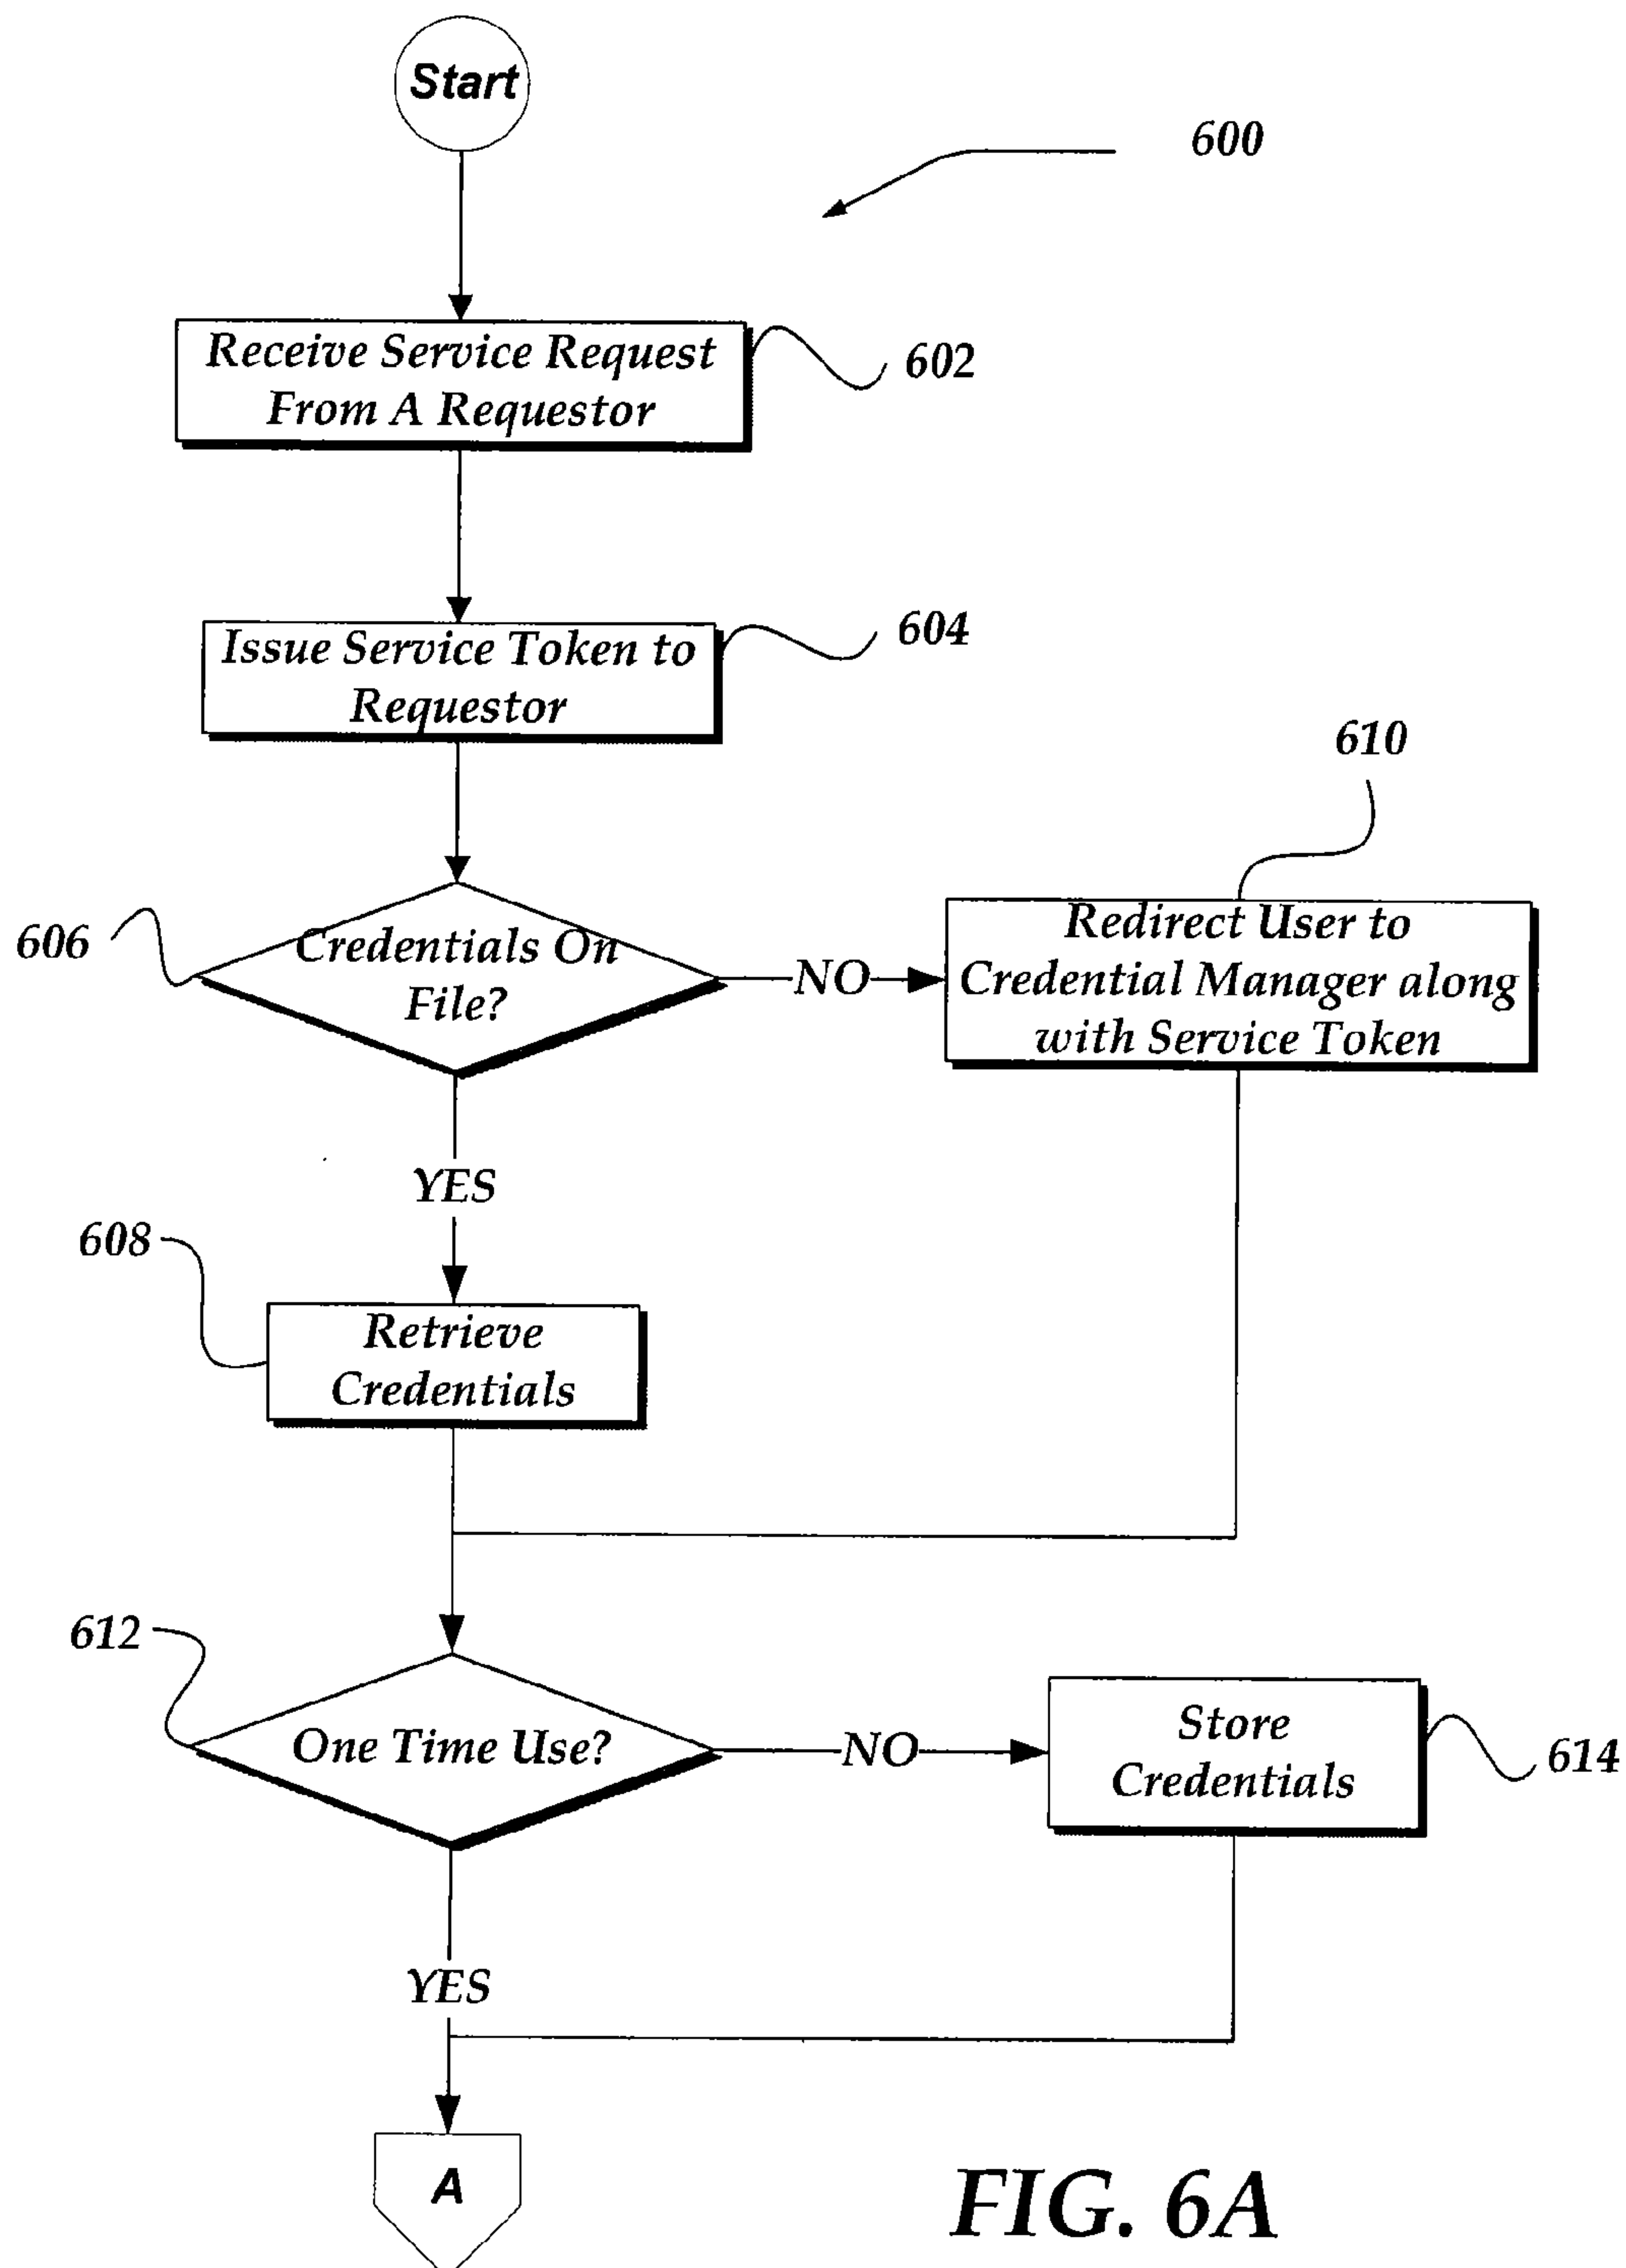 Start
600
Receive Service Request
From A Requestor
602
Issue Service Token to
Requestor
604
610
606
Credentials On
File?
NO
Redirect User to
Credential Manager along
with Service Token
YES
608
Retrieve
Credentials
612
One Time Use?
NO
Store
Credentials
614
YES
A
FIG. 6A